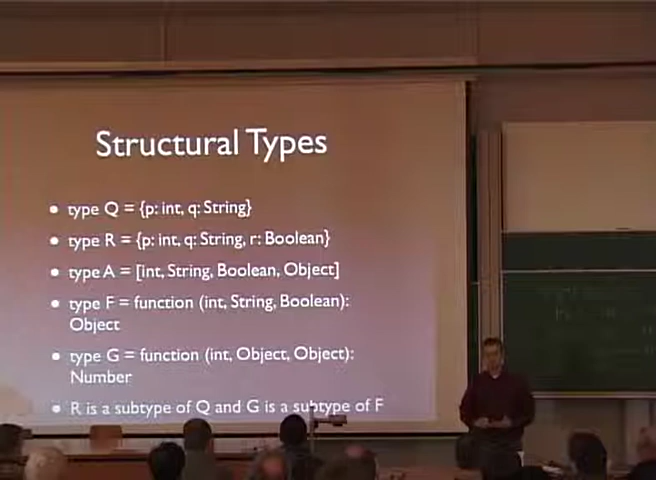 Structural Types
• type Q = {p: int, q: String}
• type R = {p: int, q: String, r: Boolean}
• type A = [int, String, Boolean, Object]
• type F = function (int, String, Boolean):
Object
• type G = function (int, Object, Object):
Number
• R is a subtype of Q and G is a subtype of F